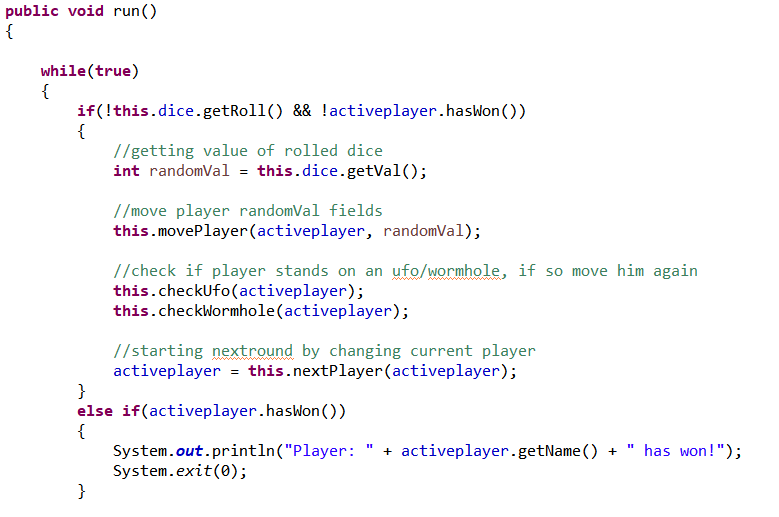 public void run()
{
while(true)
{
if(!this.dice.getRoll() && !activeplayer.hasWon())
{
//getting value of rolled dice
int randomVal = this.dice.getVal();
//move player randomVal fields
this.movePlayer(activeplayer, randomVal);
//check if player stands on an ufo/wormhole, if so move him again
this.checkUfo(activeplayer);
this.checkWormhole(activeplayer);
//starting nextround by changing current player
activeplayer = this.nextPlayer(activeplayer);
}
else if(activeplayer.hasWon())
{
System.out.println("Player: " + activeplayer.getName() + " has won!");
System.exit(0);
}